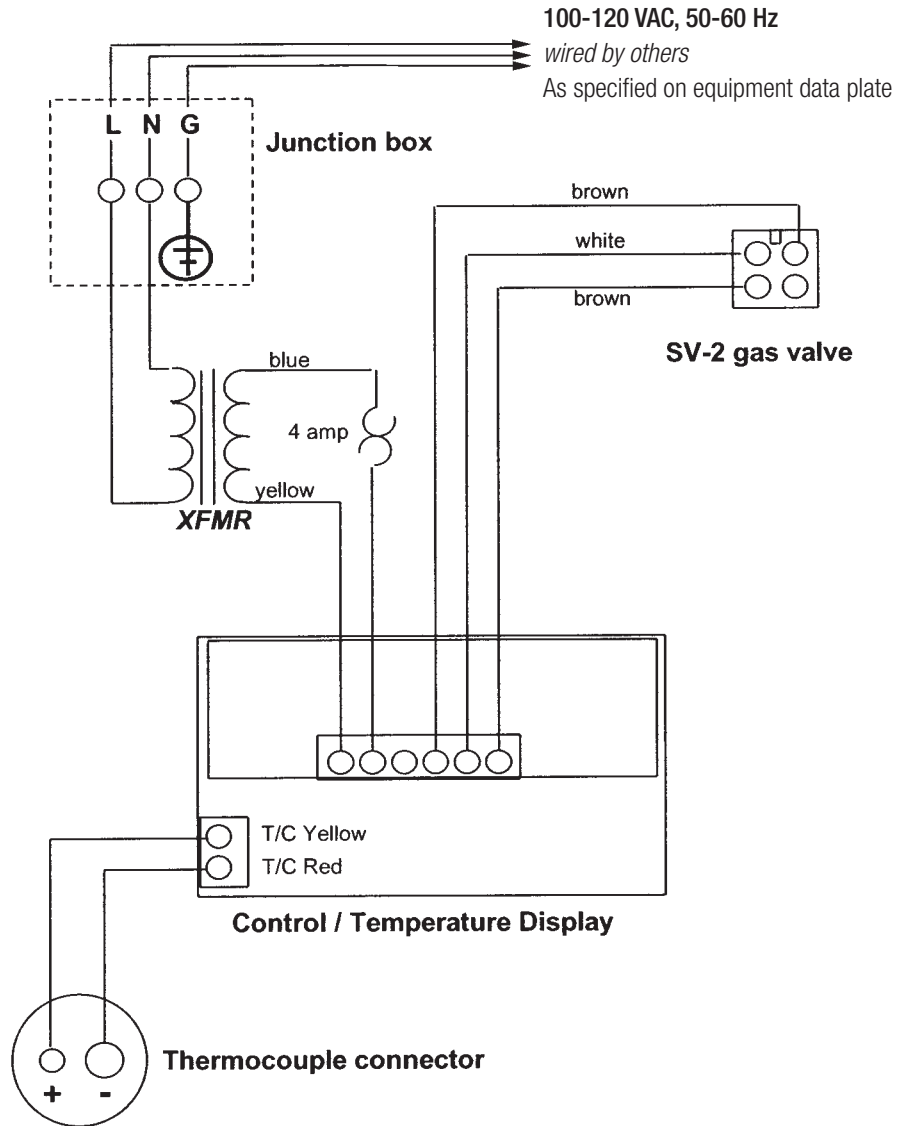 100-120 VAC, 50-60 Hz
wired by others
As specified on equipment data plate
L N G
Junction box
brown
white
brown
SV-2 gas valve
blue
4 amp
yellow
XFMR
T/C Yellow
T/C Red
Control / Temperature Display
Thermocouple connector
+ -